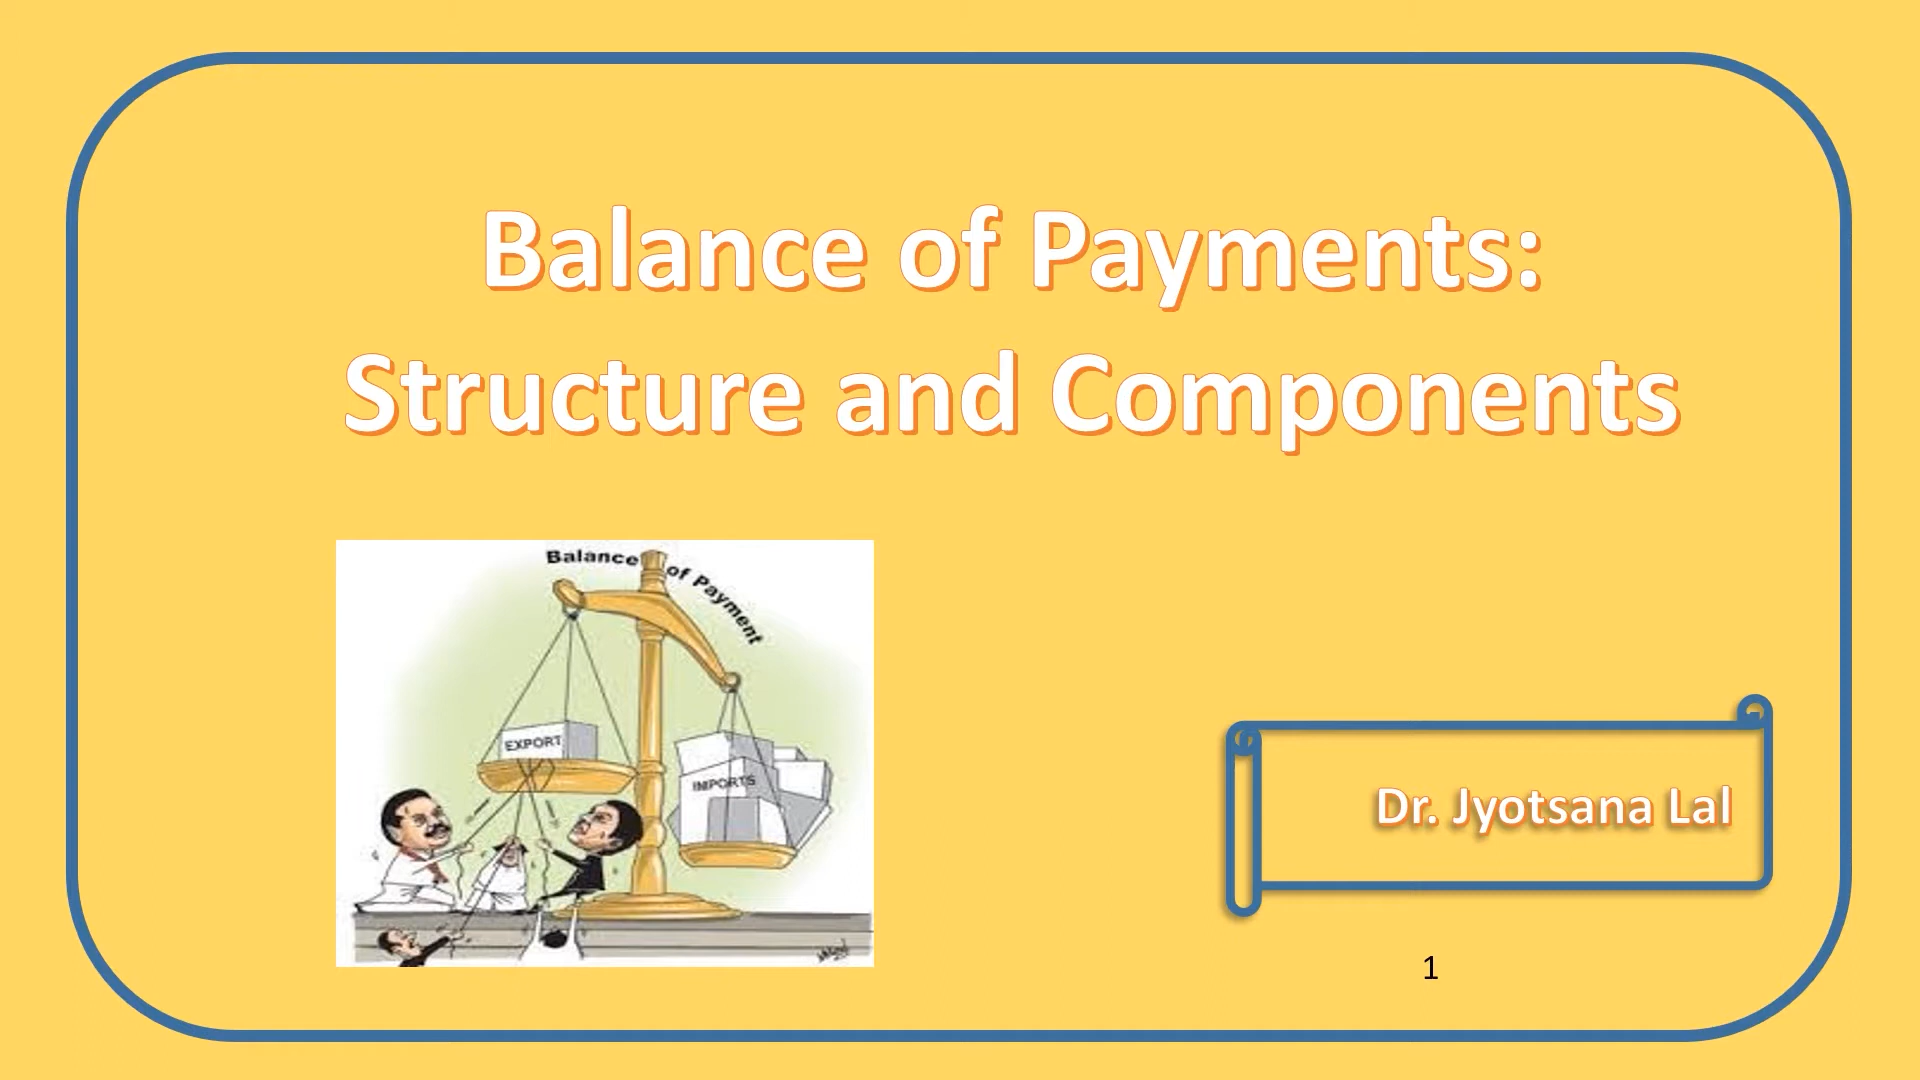 Balance of Payments:
Structure and Components
Balance of Payment
EXPORT
IMPORTS
Dr. Jyotsana Lal
1